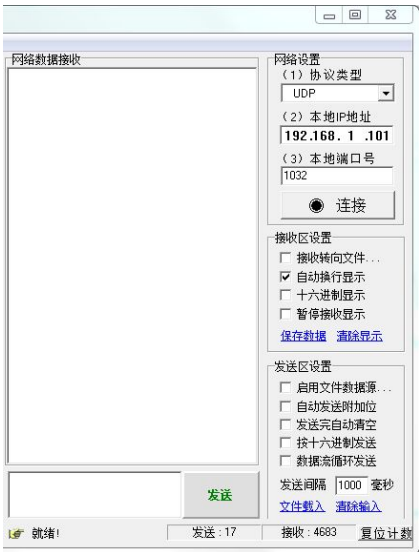 网络数据接收
网络设置
（1）协议类型
UDP
（2）本地IP地址
192.168. 1 .101
（3）本地端口号
1032
连接
接收区设置
接收转向文件...
自动换行显示
十六进制显示
暂停接收显示
保存数据 清除显示
发送区设置
启用文件数据源...
自动发送附加位
发送完自动清空
按十六进制发送
数据流循环发送
发送间隔 1000 毫秒
文件载入 清除输入
发送
就绪!
发送:17
接收:4683
复位计数